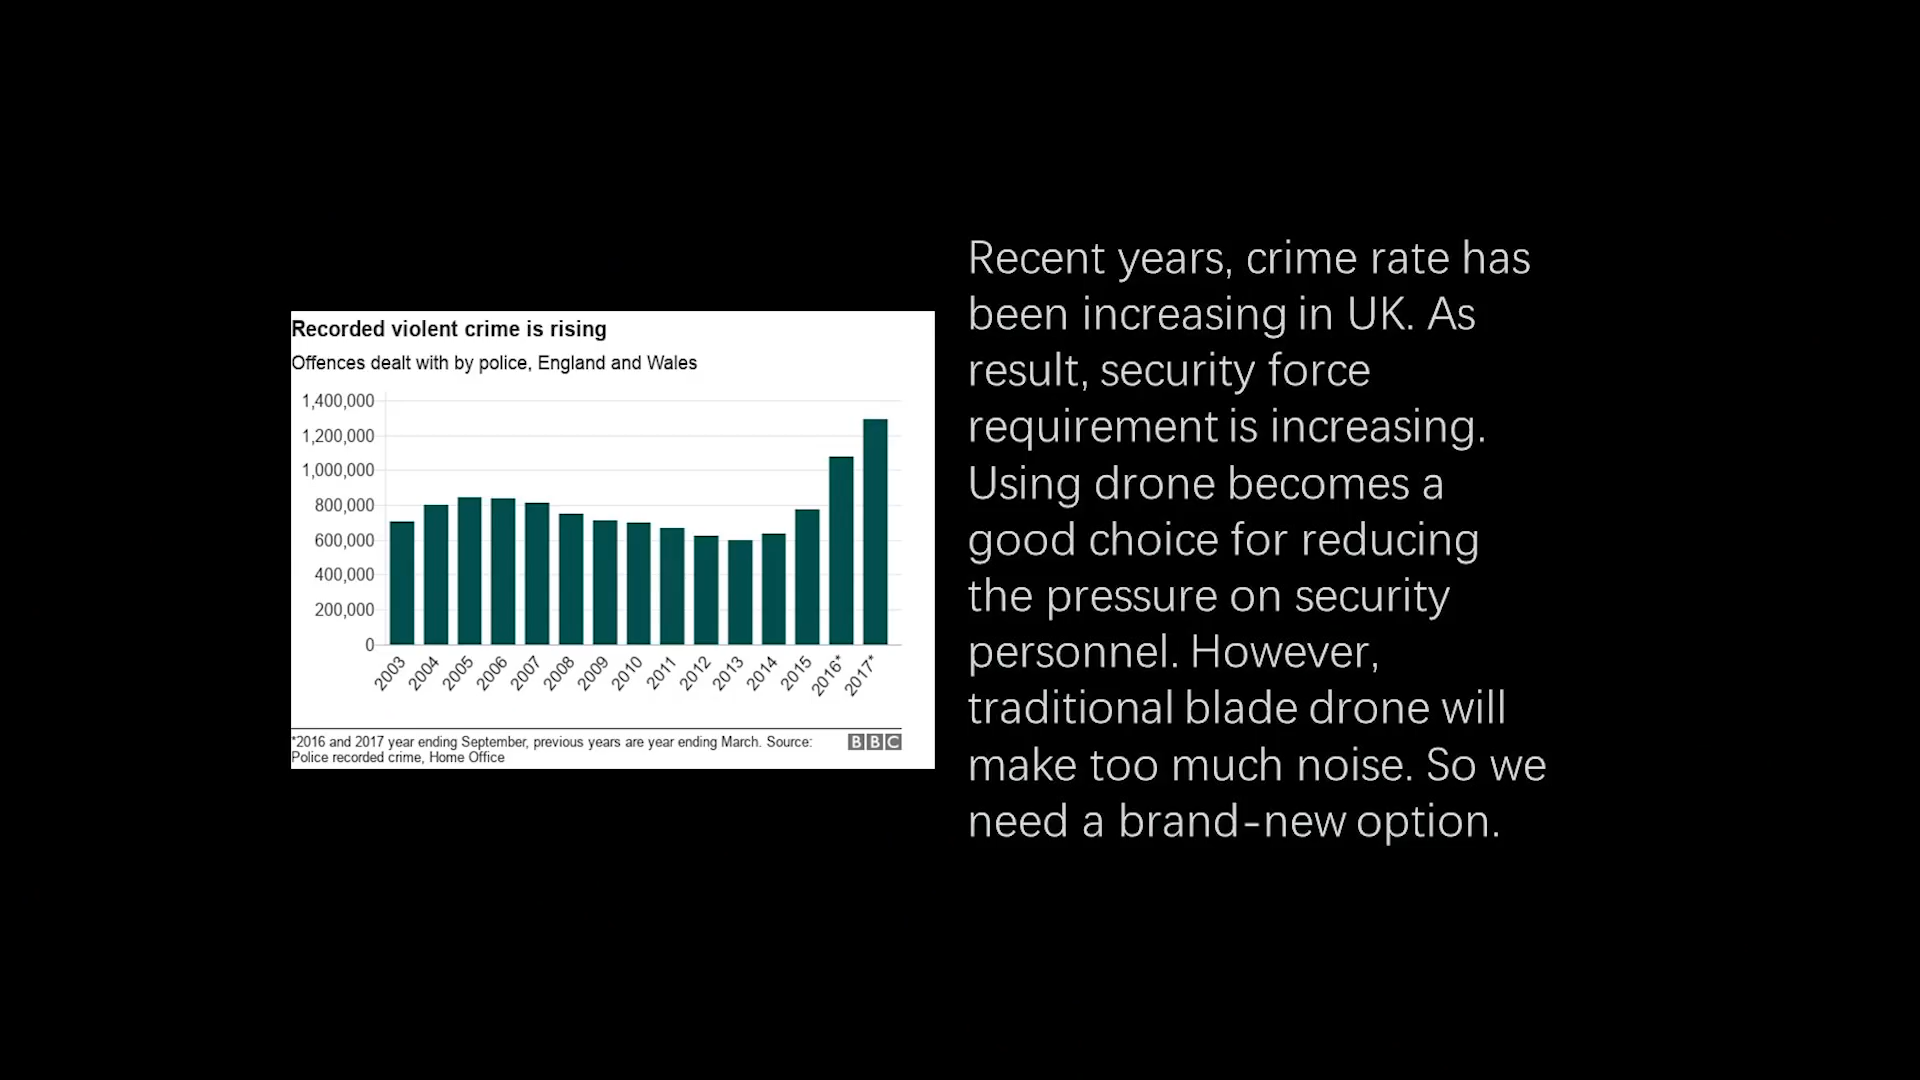 Recorded violent crime is rising
Offences dealt with by police, England and Wales
1,400,000
1,200,000
1,000,000
800,000
600,000
400,000
200,000
0
2003 2004 2005 2006 2007 2008 2009 2010 2011 2012 2013 2014 2015 2016* 2017*
*2016 and 2017 year ending September, previous years are year ending March. Source:
Police recorded crime, Home Office
BBC
Recent years, crime rate has
been increasing in UK. As
result, security force
requirement is increasing.
Using drone becomes a
good choice for reducing
the pressure on security
personnel. However,
traditional blade drone will
make too much noise. So we
need a brand-new option.